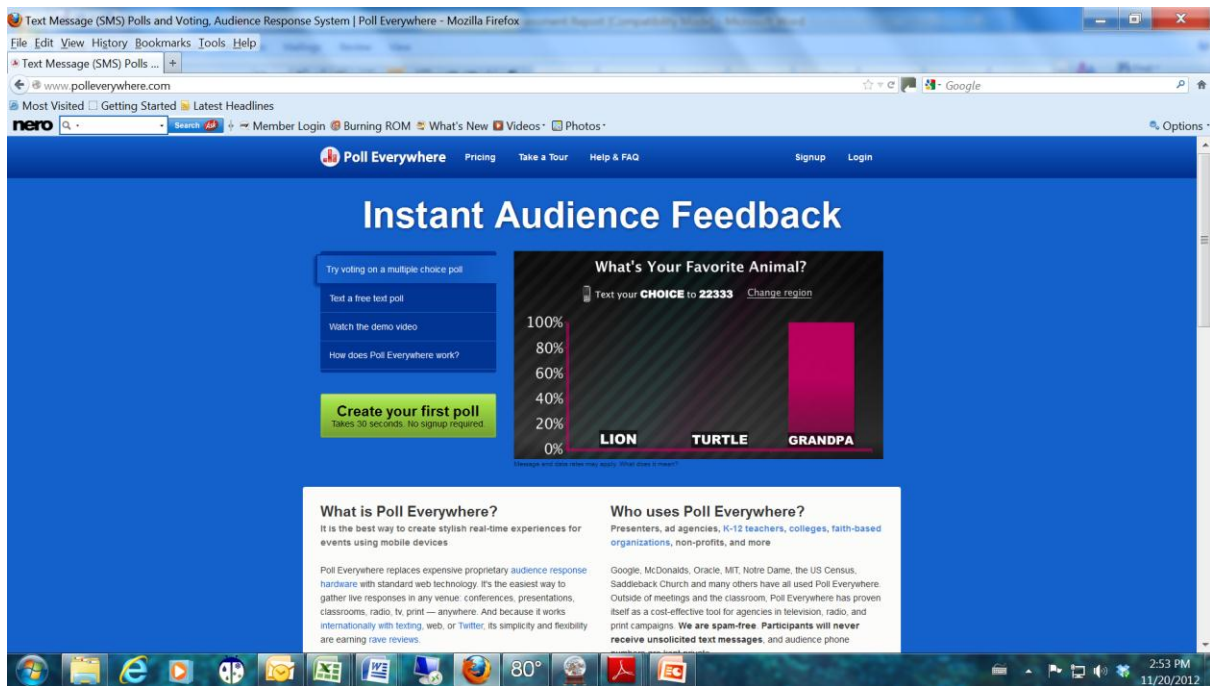 Text Message (SMS) Polls and Voting, Audience Response System | Poll Everywhere - Mozilla Firefox
File Edit View History Bookmarks Tools Help
Text Message (SMS) Polls ... +
www.polleverywhere.com
Google
Most Visited Getting Started Latest Headlines
nero Search Member Login Burning ROM What's New Videos Photos Options
Poll Everywhere Pricing Take a Tour Help & FAQ Signup Login
Instant Audience Feedback
Try voting on a multiple choice poll
Text a free text poll
Watch the demo video
How does Poll Everywhere work?
Create your first poll
Takes 30 seconds. No signup required.
What's Your Favorite Animal?
Text your CHOICE to 22333 Change region
100%
80%
60%
40%
20%
0%
LION TURTLE GRANDPA
Message and data rates may apply. What does it mean?
What is Poll Everywhere?
It is the best way to create stylish real-time experiences for
events using mobile devices
Poll Everywhere replaces expensive proprietary audience response
hardware with standard web technology. It's the easiest way to
gather live responses in any venue: conferences, presentations,
classrooms, radio, tv, print — anywhere. And because it works
internationally with texting, web, or Twitter, its simplicity and flexibility
are earning rave reviews.
Who uses Poll Everywhere?
Presenters, ad agencies, K-12 teachers, colleges, faith-based
organizations, non-profits, and more
Google, McDonalds, Oracle, MIT, Notre Dame, the US Census,
Saddleback Church and many others have all used Poll Everywhere.
Outside of meetings and the classroom, Poll Everywhere has proven
itself as a cost-effective tool for agencies in television, radio, and
print campaigns. We are spam-free. Participants will never
receive unsolicited text messages, and audience phone
80°
2:53 PM
11/20/2012